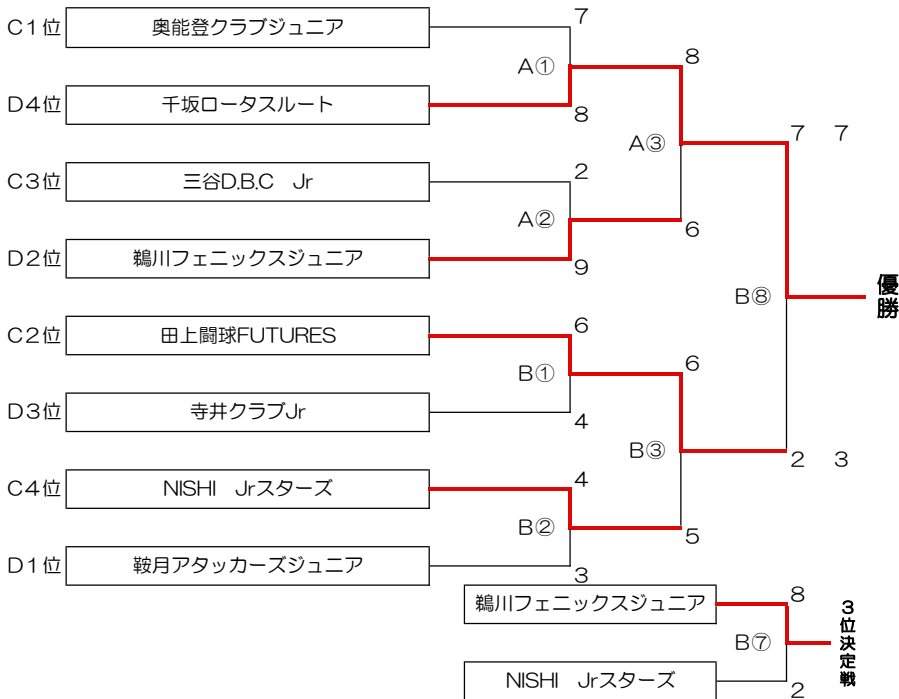 C1位 奥能登クラブジュニア 7
A① 8
D4位 千坂ロータスルート 8
A③ 7 7
C3位 三谷D.B.C Jr 2
A② 6
D2位 鵜川フェニックスジュニア 9
B⑧ 優勝
C2位 田上闘球FUTURES 6
B① 6
D3位 寺井クラブJr 4
B③ 2 3
C4位 NISHI Jrスターズ 4
B② 5
D1位 鞍月アタッカーズジュニア 3
鵜川フェニックスジュニア 8
B⑦ 3位決定戦
NISHI Jrスターズ 2